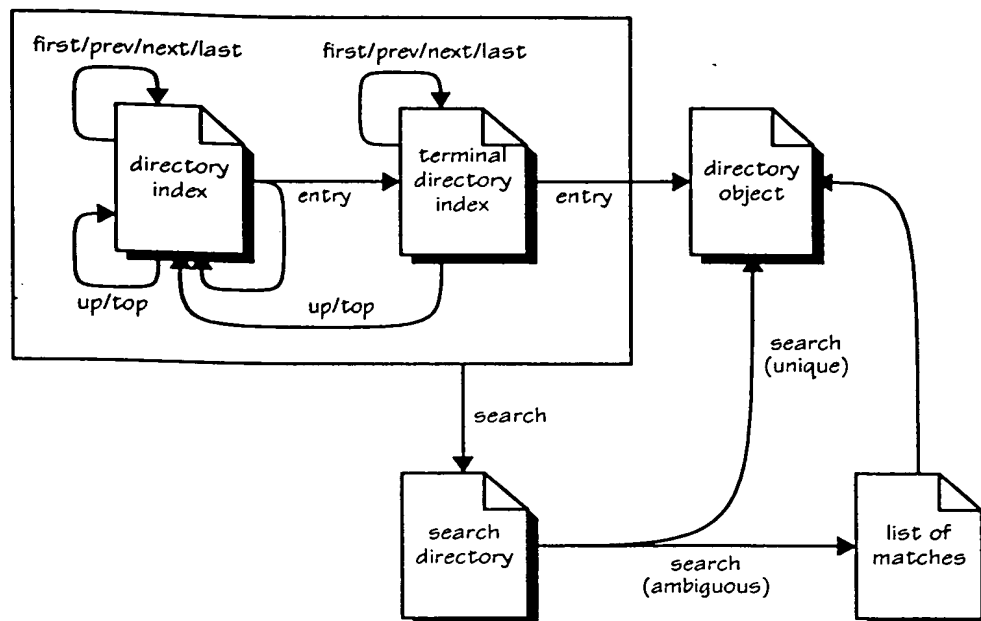 first/prev/next/last
first/prev/next/last
directory
index
terminal
directory
index
directory
object
entry
entry
up/top
up/top
search
(unique)
search
search
directory
list of
matches
search
(ambiguous)